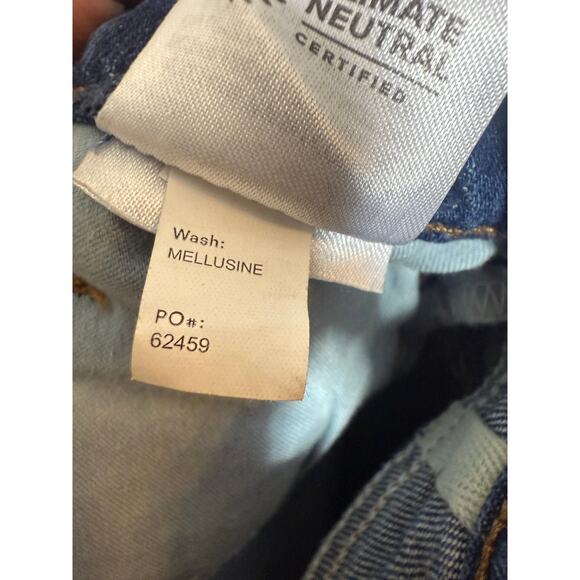 NEUTRAL
CERTIFIED
Wash:
MELLUSINE
PO#:
62459